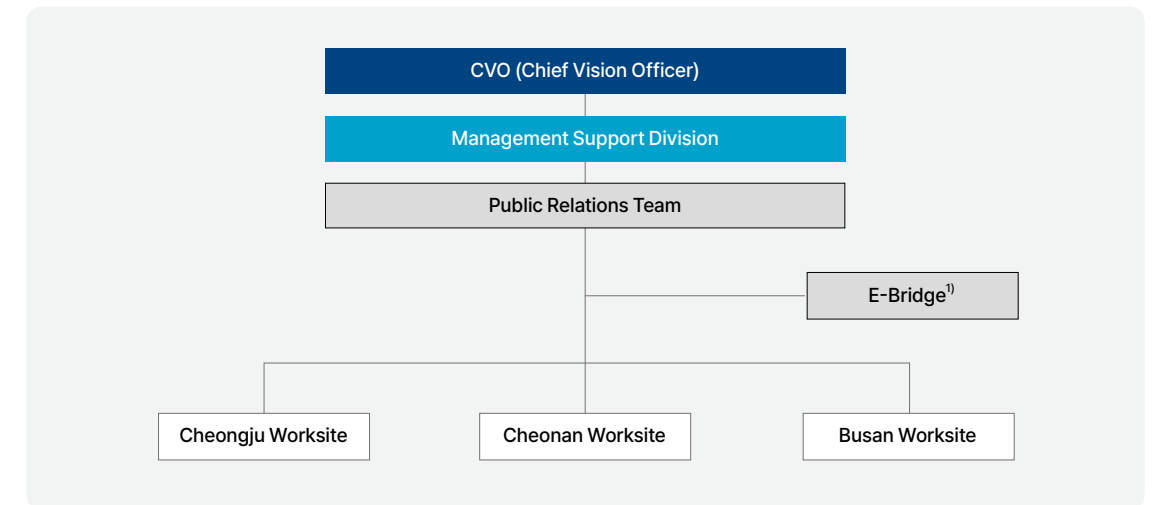 CVO (Chief Vision Officer)
Management Support Division
Public Relations Team
E-Bridge1)
Cheongju Worksite
Cheonan Worksite
Busan Worksite